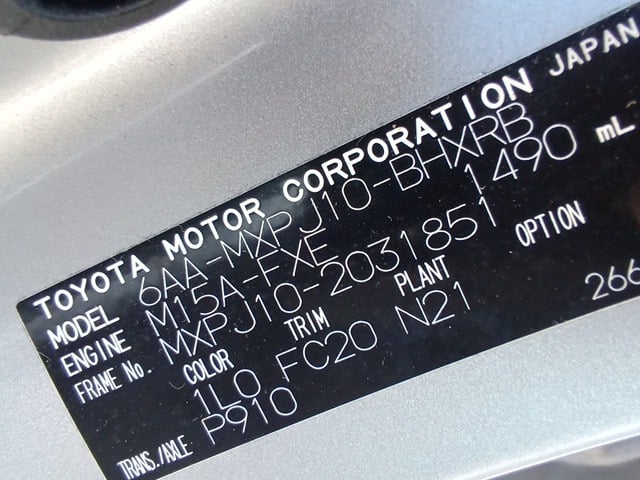 TOYOTA MOTOR CORPORATION JAPAN
MODEL 6AA-MXPJ10-BHXRB
ENGINE M15A-FXE 1490 mL
FRAME No. MXPJ10-2031851
COLOR TRIM PLANT OPTION
1L0 FC20 N21 266
TRANS./AXLE P910